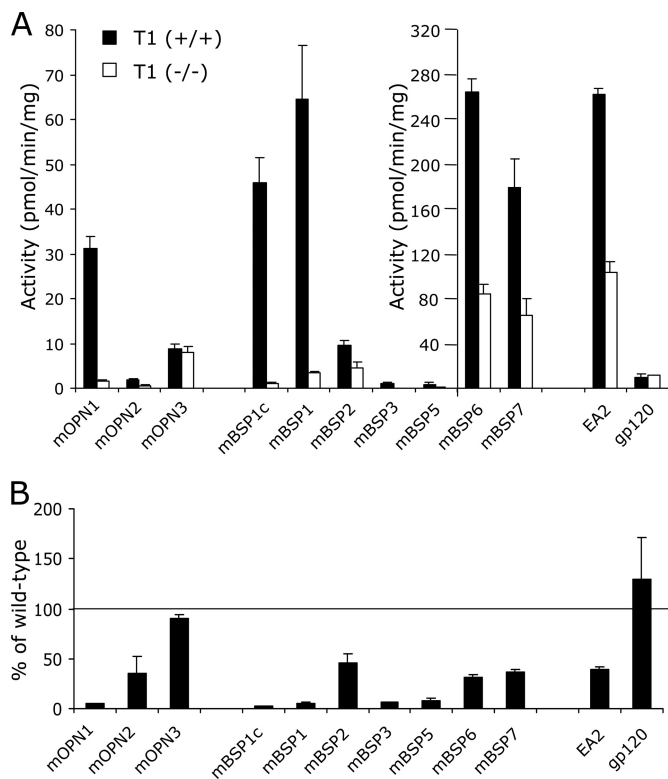 A
T1 (+/+)
T1 (-/-)
Activity (pmol/min/mg)
80
70
60
50
40
30
20
10
0
mOPN1
mOPN2
mOPN3
mBSP1c
mBSP1
mBSP2
mBSP3
mBSP5
Activity (pmol/min/mg)
320
280
240
200
160
120
80
40
mBSP6
mBSP7
EA2
gp120
B
% of wild-type
200
150
100
50
0
mOPN1
mOPN2
mOPN3
mBSP1c
mBSP1
mBSP2
mBSP3
mBSP5
mBSP6
mBSP7
EA2
gp120